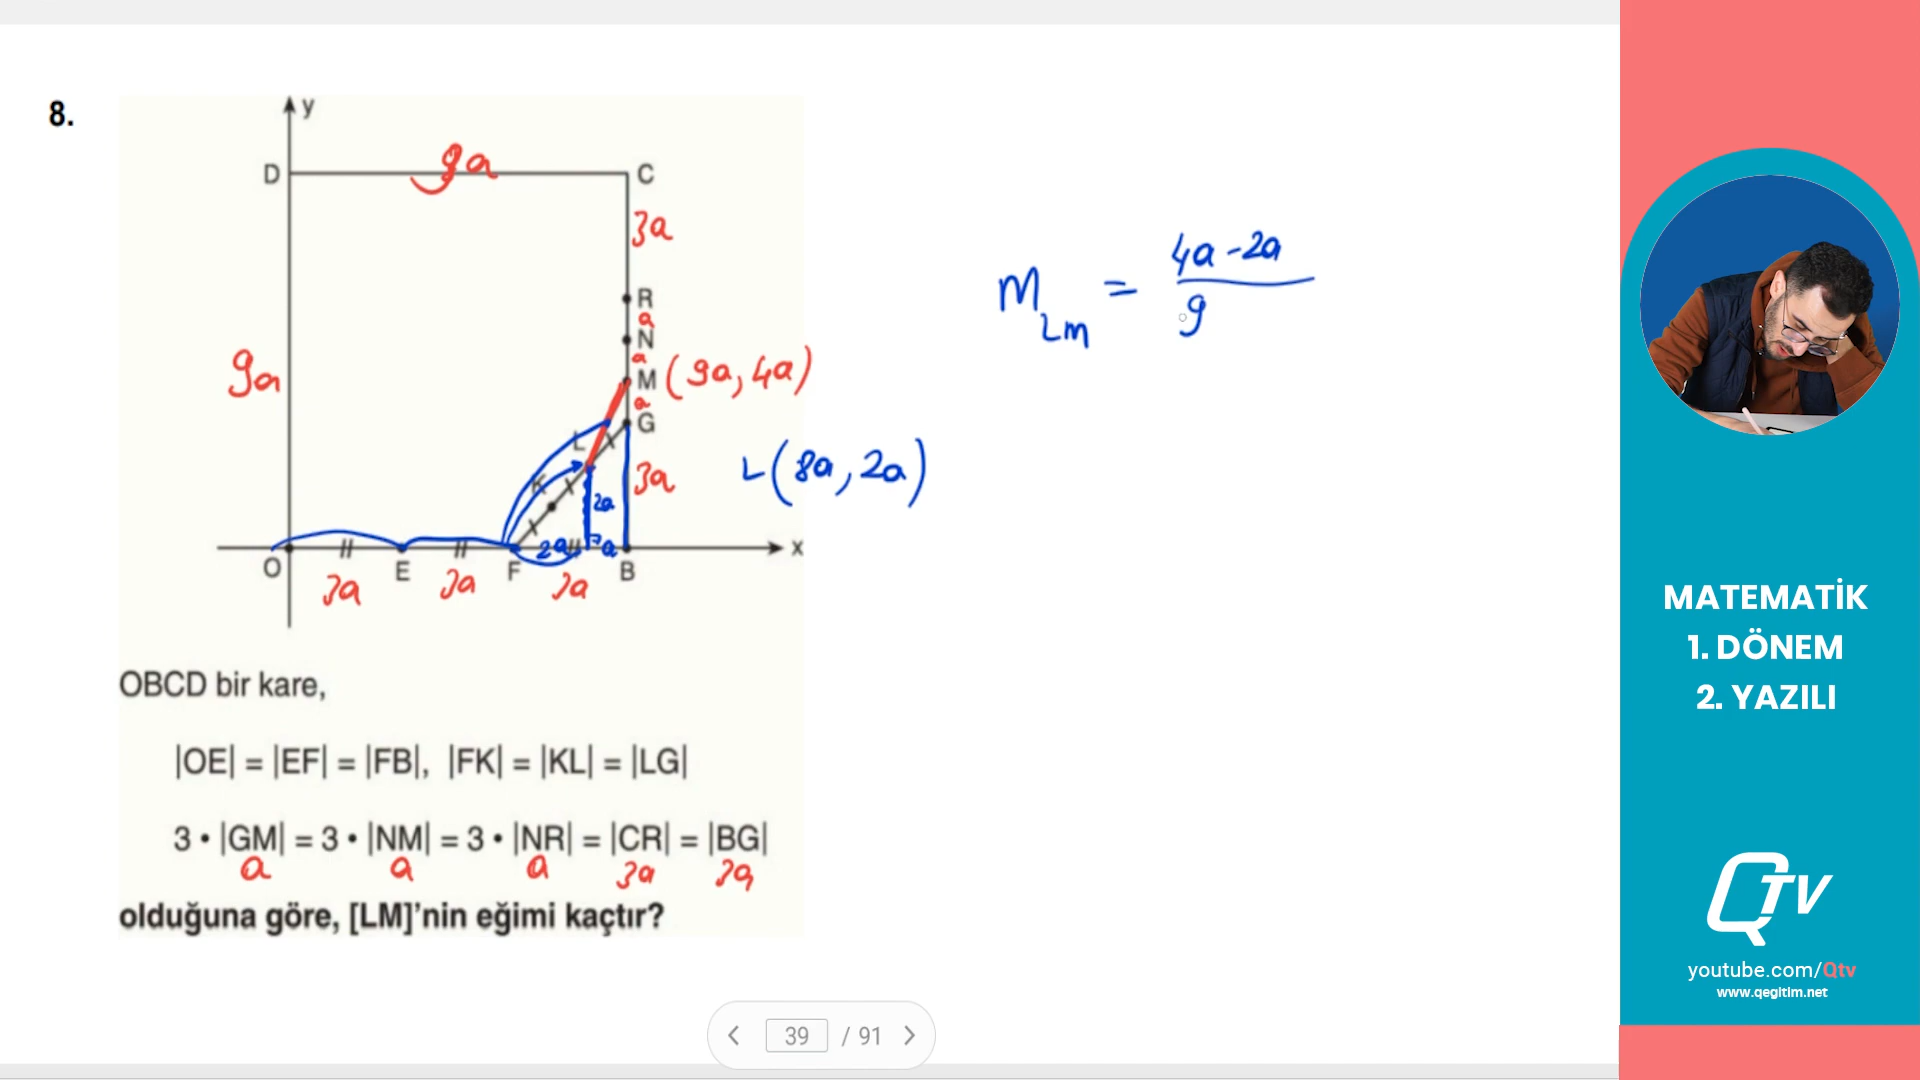 8.
y
D
9a
C
3a
R
a
N
a
9a
M (9a, 4a)
a
G
L
3a
L(8a, 2a)
K
2a
2a
a
x
O
E
F
B
3a
3a
3a
OBCD bir kare,
|OE| = |EF| = |FB|, |FK| = |KL| = |LG|
3 • |GM| = 3 • |NM| = 3 • |NR| = |CR| = |BG|
a a a 3a 3a
olduğuna göre, [LM]’nin eğimi kaçtır?
4a - 2a
m LM =
9
39 / 91
MATEMATİK
1. DÖNEM
2. YAZILI
QTV
youtube.com/Qtv
www.qegitim.net